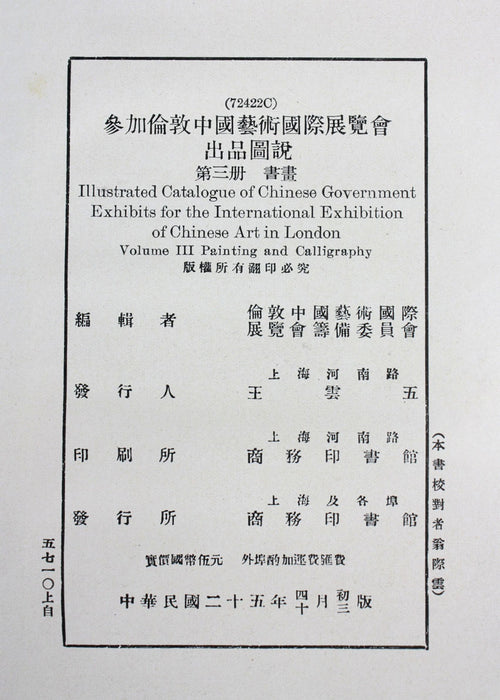 (72422C)
參加倫敦中國藝術國際展覽會
出品圖說
第三册 書畫
Illustrated Catalogue of Chinese Government
Exhibits for the International Exhibition
of Chinese Art in London
Volume III Painting and Calligraphy
版權所有翻印必究
編輯者 倫敦中國藝術國際
展覽會籌備委員會
上海河南路
發行人 王雲五
上海河南路
印刷所 商務印書館
上海及各埠
發行所 商務印書館
實價國幣伍元 外埠酌加運費匯費
中華民國二十五年四十月初三版
(本書校對者翁際雲)
五七一〇上自